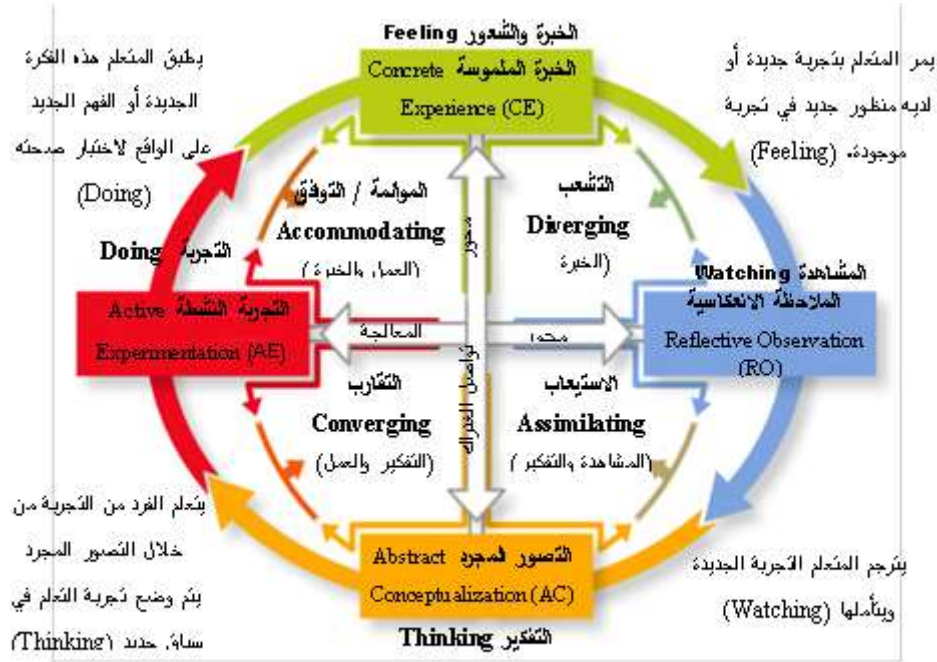 الخبرة والشعور Feeling
الخبرة الملموسة Concrete
Experience (CE)
يمر المتعلم بتجربة جديدة أو
لديه منظور جديد في تجربة
موجودة. (Feeling)
يطبق المتعلم هذه الفكرة
الجديدة أو الفهم الجديد
على الواقع لاختبار صحته
(Doing)
التشعب
Diverging
(الخبرة
الموائمة / التوفق
Accommodating
(العمل والخبرة)
محور
المشاهدة Watching
الملاحظة الانعكاسية
Reflective Observation
(RO)
التجربة Doing
التجربة النشطة Active
Experimentation (AE)
المعالجة
محور
تواصل
الاستيعاب
Assimilating
(المشاهدة والتفكير)
التقارب
Converging
(التفكير والعمل)
التصور المجرد Abstract
Conceptualization (AC)
التفكير Thinking
يترجم المتعلم التجربة الجديدة
ويتأملها (Watching)
يتعلم الفرد من التجربة من
خلال التصور المجرد
يتم وضع تجربة التعلم في
سياق جديد (Thinking)